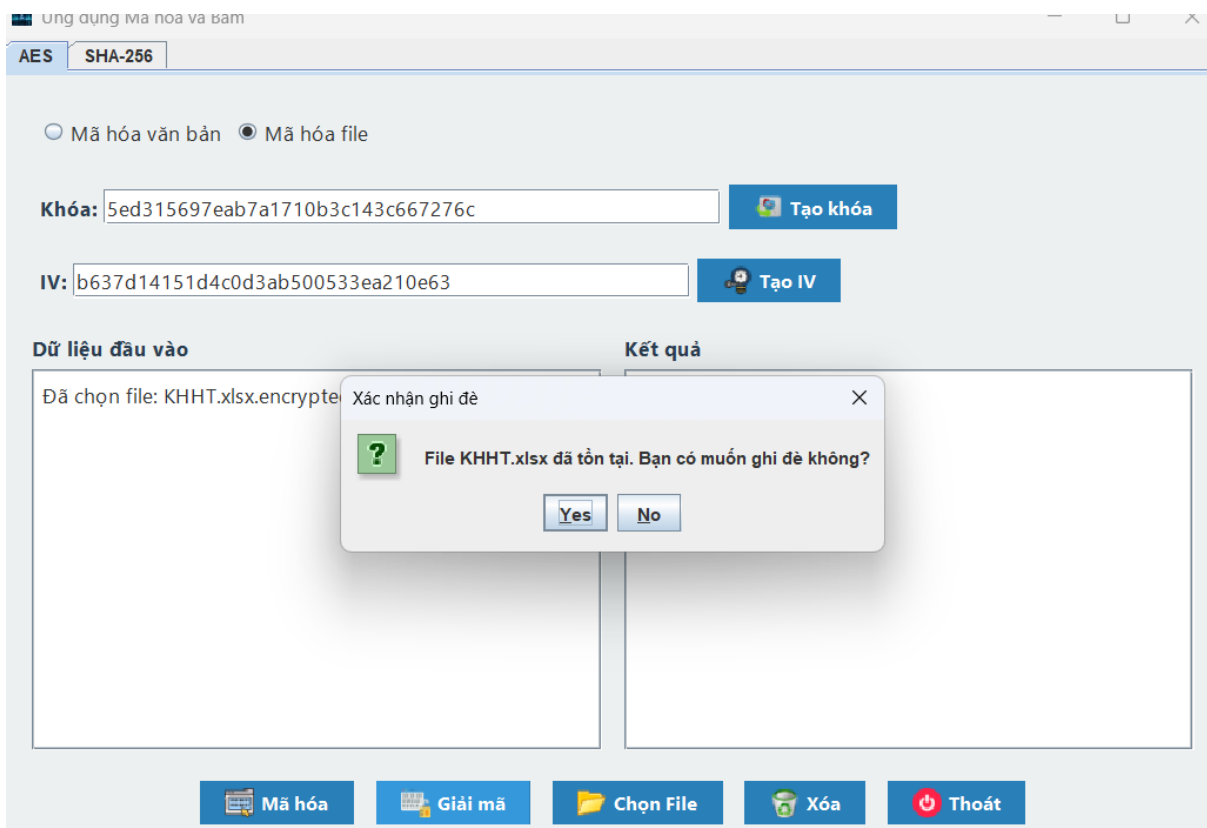 Ứng dụng Mã hóa và Băm
AES SHA-256
Mã hóa văn bản Mã hóa file
Khóa: 5ed315697eab7a1710b3c143c667276c Tạo khóa
IV: b637d14151d4c0d3ab500533ea210e63 Tạo IV
Dữ liệu đầu vào Kết quả
Đã chọn file: KHHT.xlsx.encrypte
Xác nhận ghi đè
File KHHT.xlsx đã tồn tại. Bạn có muốn ghi đè không?
Yes No
Mã hóa Giải mã Chọn File Xóa Thoát